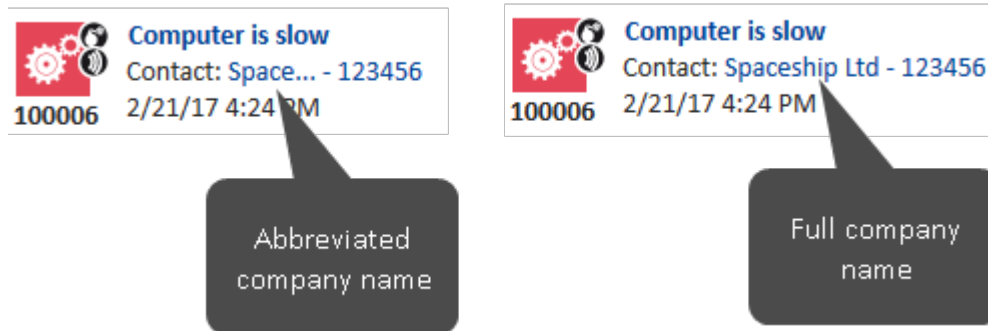 Computer is slow
Contact: Space... - 123456
2/21/17 4:24 PM
100006
Abbreviated
company name
Computer is slow
Contact: Spaceship Ltd - 123456
2/21/17 4:24 PM
100006
Full company
name